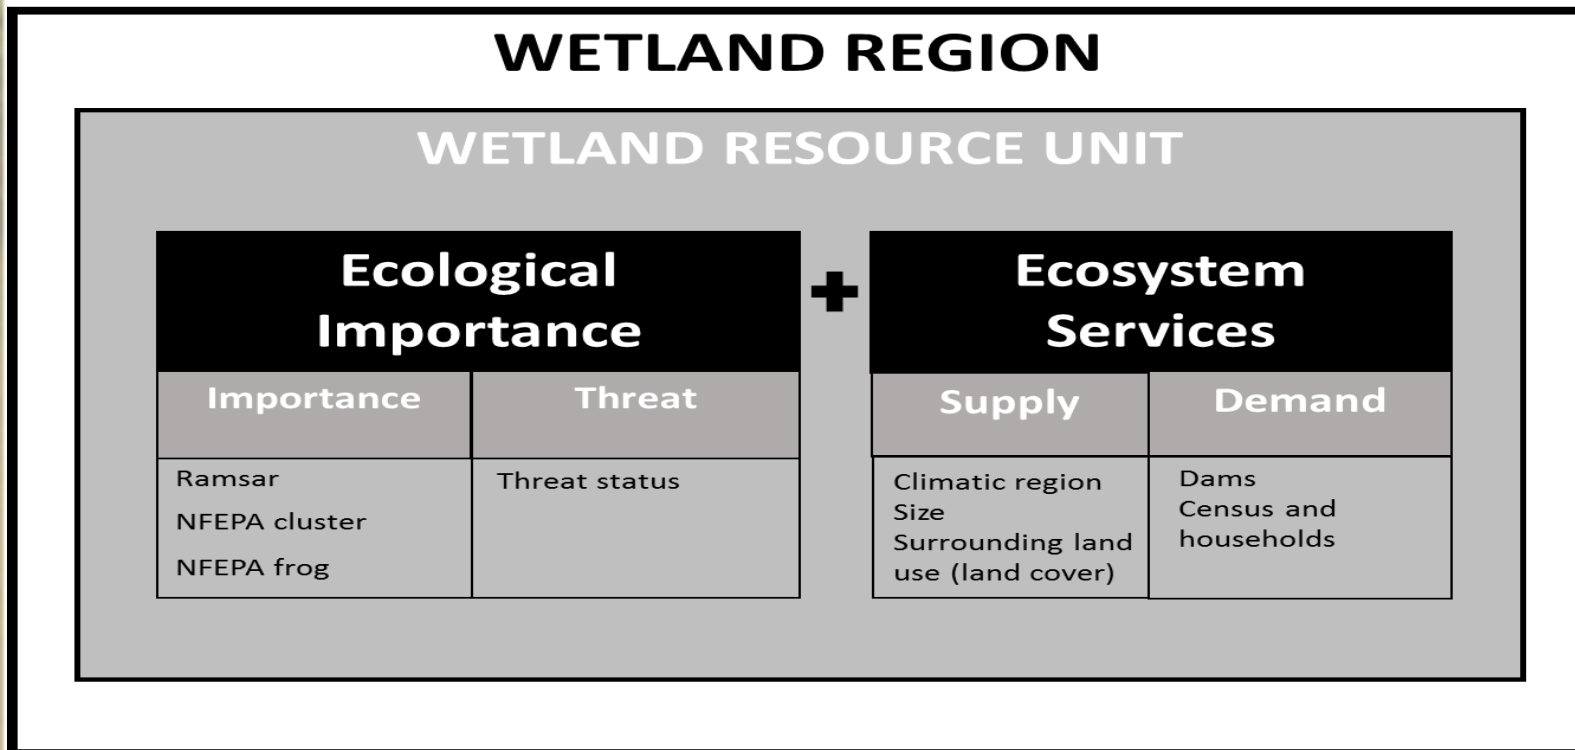 WETLAND REGION
WETLAND RESOURCE UNIT
Ecological
Importance
+
Ecosystem
Services
Importance
Threat
Supply
Demand
Ramsar
NFEPA cluster
NFEPA frog
Threat status
Climatic region
Size
Surrounding land
use (land cover)
Dams
Census and
households